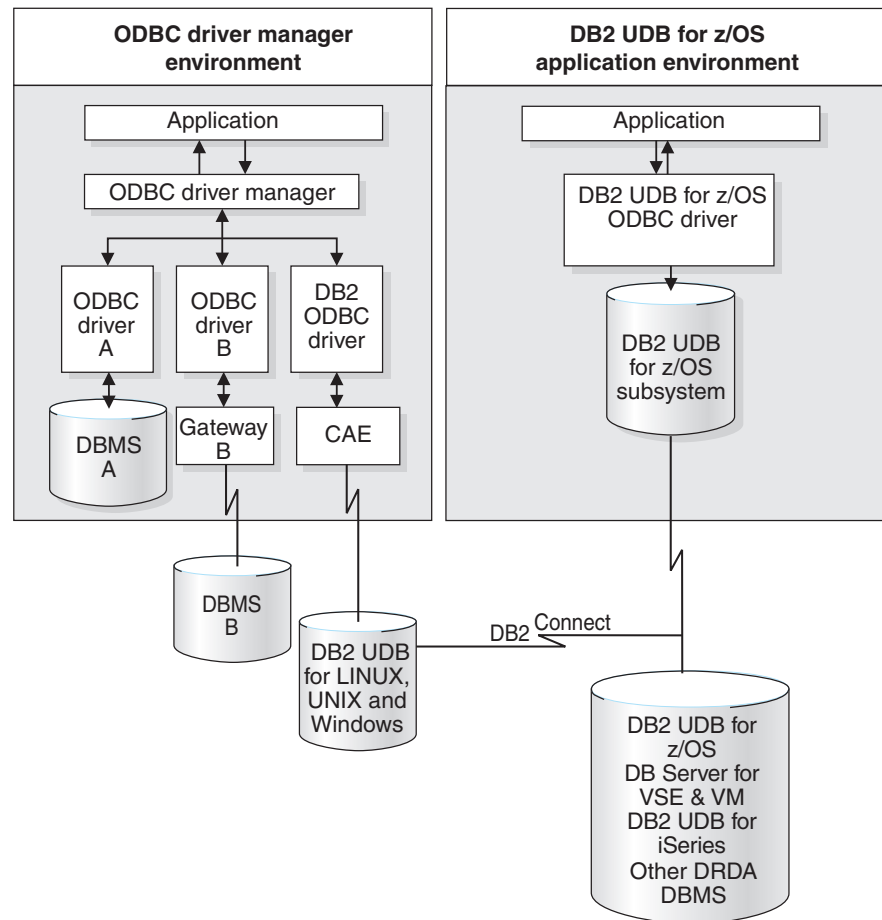 ODBC driver manager
environment
DB2 UDB for z/OS
application environment
Application
ODBC driver manager
ODBC
driver
A
ODBC
driver
B
DB2
ODBC
driver
DBMS
A
Gateway
B
CAE
Application
DB2 UDB for z/OS
ODBC driver
DB2 UDB
for z/OS
subsystem
DBMS
B
DB2 UDB
for LINUX,
UNIX and
Windows
DB2 Connect
DB2 UDB for
z/OS
DB Server for
VSE & VM
DB2 UDB for
iSeries
Other DRDA
DBMS